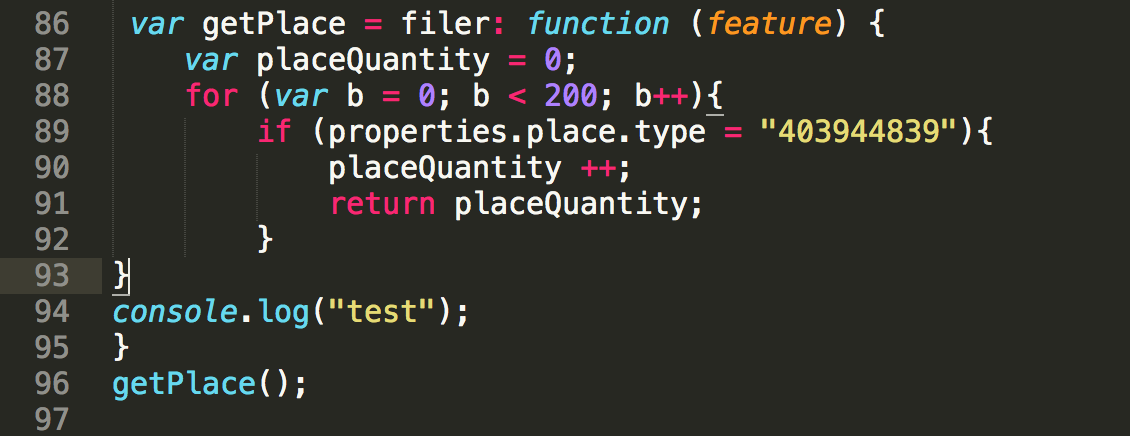 86 var getPlace = filer: function (feature) {
87 var placeQuantity = 0;
88 for (var b = 0; b < 200; b++){
89 if (properties.place.type = "403944839"){
90 placeQuantity ++;
91 return placeQuantity;
92 }
93 }
94 console.log("test");
95 }
96 getPlace();
97